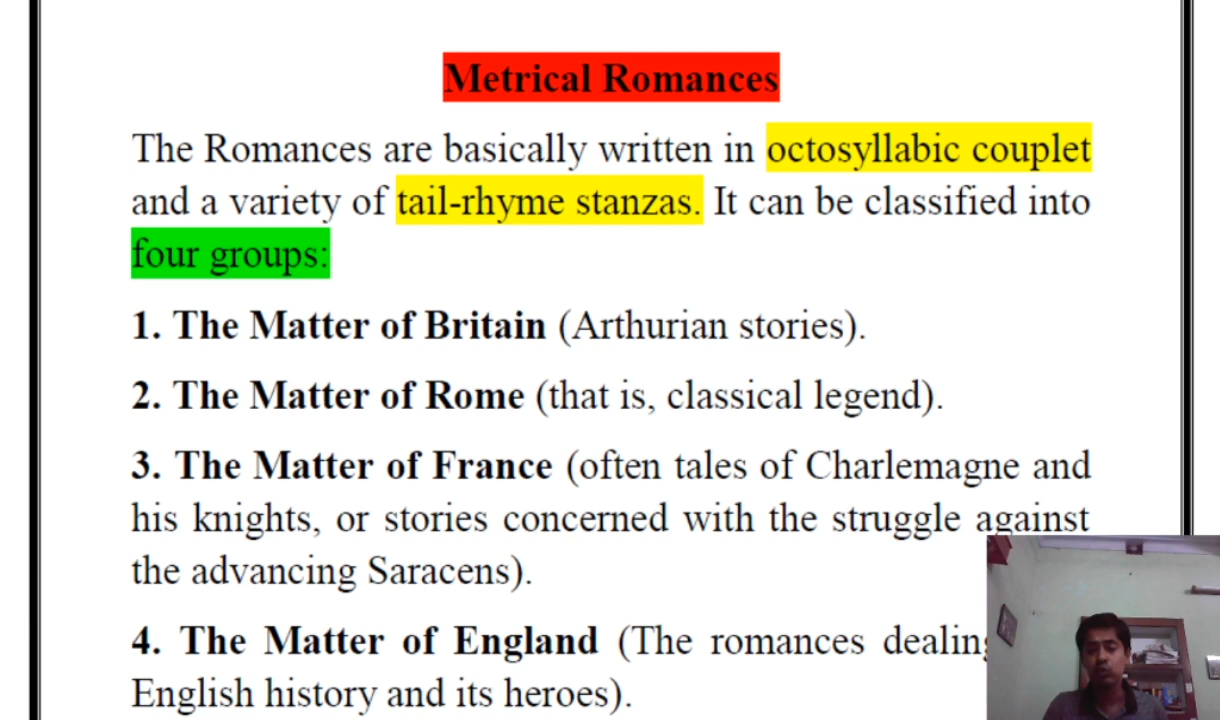 Metrical Romances
The Romances are basically written in octosyllabic couplet
and a variety of tail-rhyme stanzas. It can be classified into
four groups:
1. The Matter of Britain (Arthurian stories).
2. The Matter of Rome (that is, classical legend).
3. The Matter of France (often tales of Charlemagne and
his knights, or stories concerned with the struggle against
the advancing Saracens).
4. The Matter of England (The romances dealing
English history and its heroes).